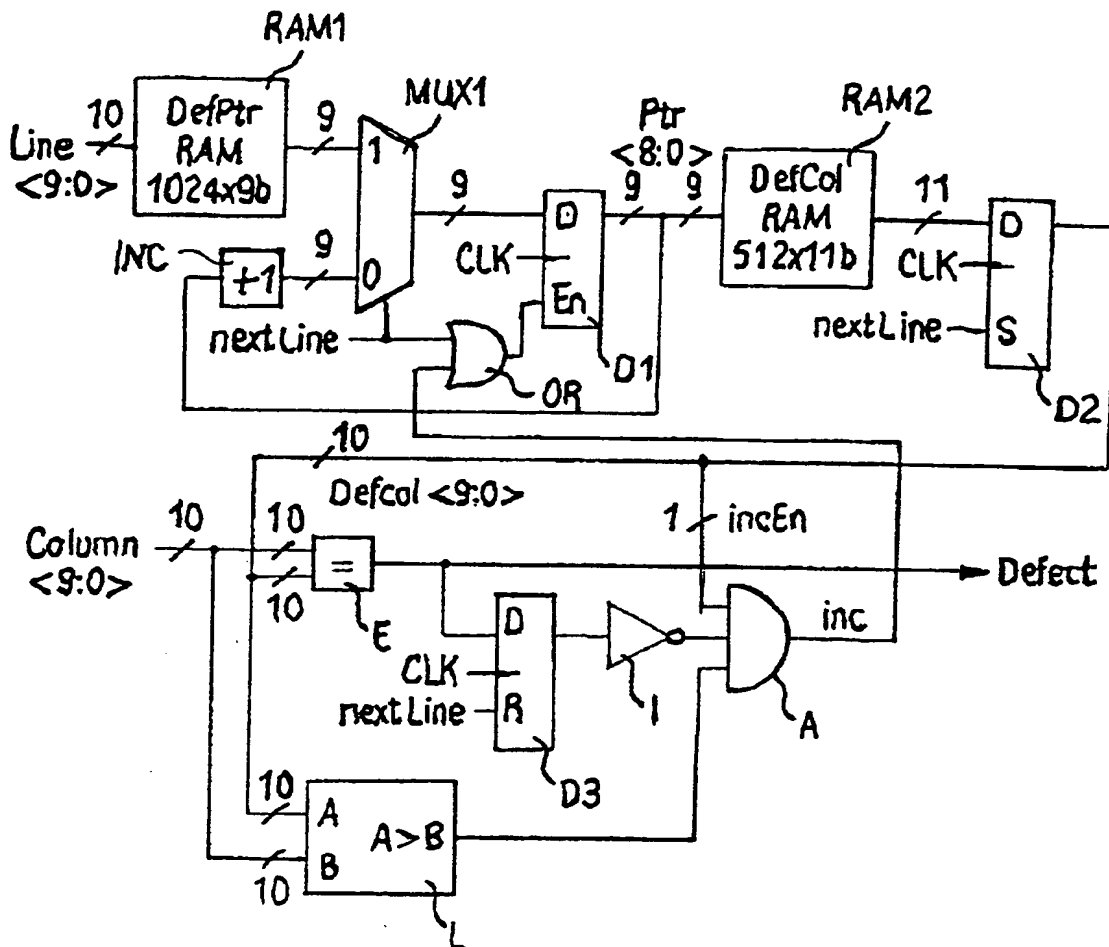 RAM1
10
Line
<9:0>
DefPtr
RAM
1024x9b
9
MUX1
1
0
INC
+1
9
nextLine
OR
9
D
CLK
En
D1
Ptr
<8:0>
9
9
RAM2
DefCol
RAM
512x11b
11
D
CLK
nextLine
S
D2
10
Defcol <9:0>
1
incEn
Column
<9:0>
10
10
10
=
E
Defect
D
CLK
nextLine
R
D3
I
inc
A
10
A
B
A>B
10
L